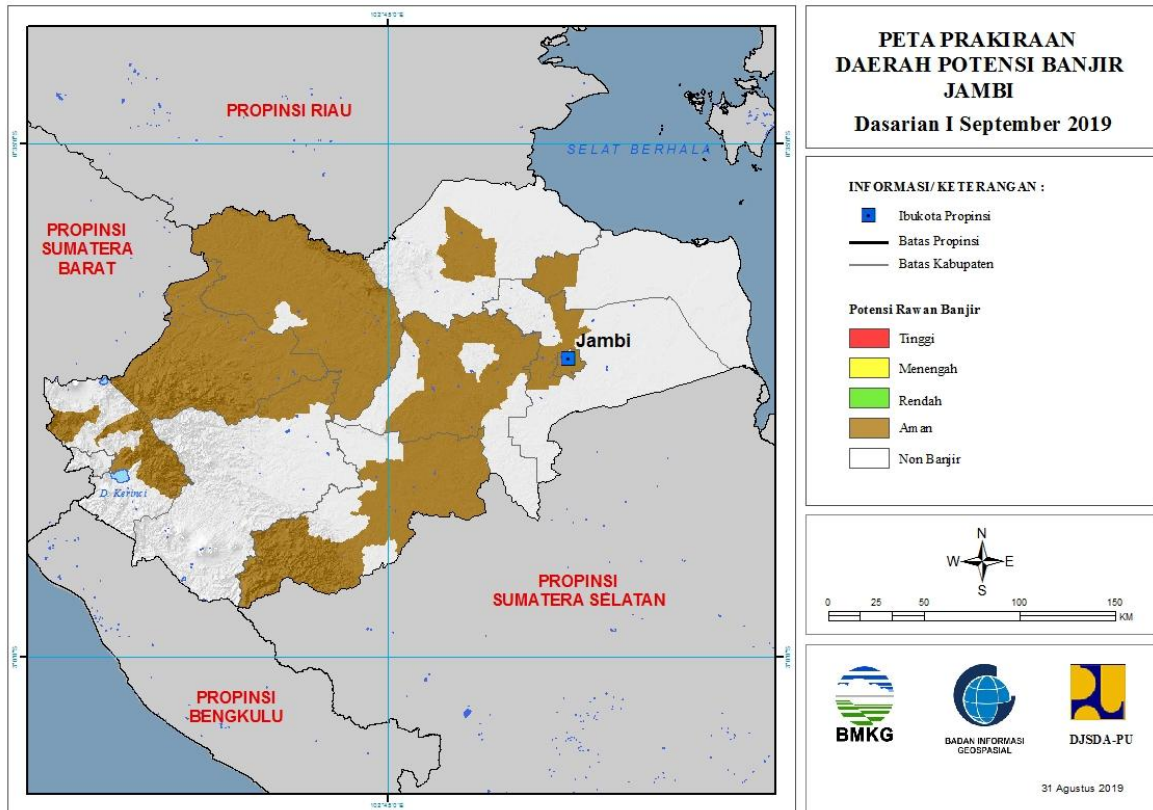 PETA PRAKIRAAN
DAERAH POTENSI BANJIR
JAMBI
Dasarian I September 2019
PROPINSI RIAU
SELAT BERHALA
PROPINSI
SUMATERA
BARAT
Jambi
D. Kerinci
PROPINSI
SUMATERA SELATAN
PROPINSI
BENGKULU
INFORMASI/KETERANGAN :
Ibukota Propinsi
Batas Propinsi
Batas Kabupaten
Potensi Rawan Banjir
Tinggi
Menengah
Rendah
Aman
Non Banjir
N
W
E
S
0 25 50 100 150
KM
BMKG
BADAN INFORMASI
GEOSPASIAL
DJSDA-PU
31 Agustus 2019